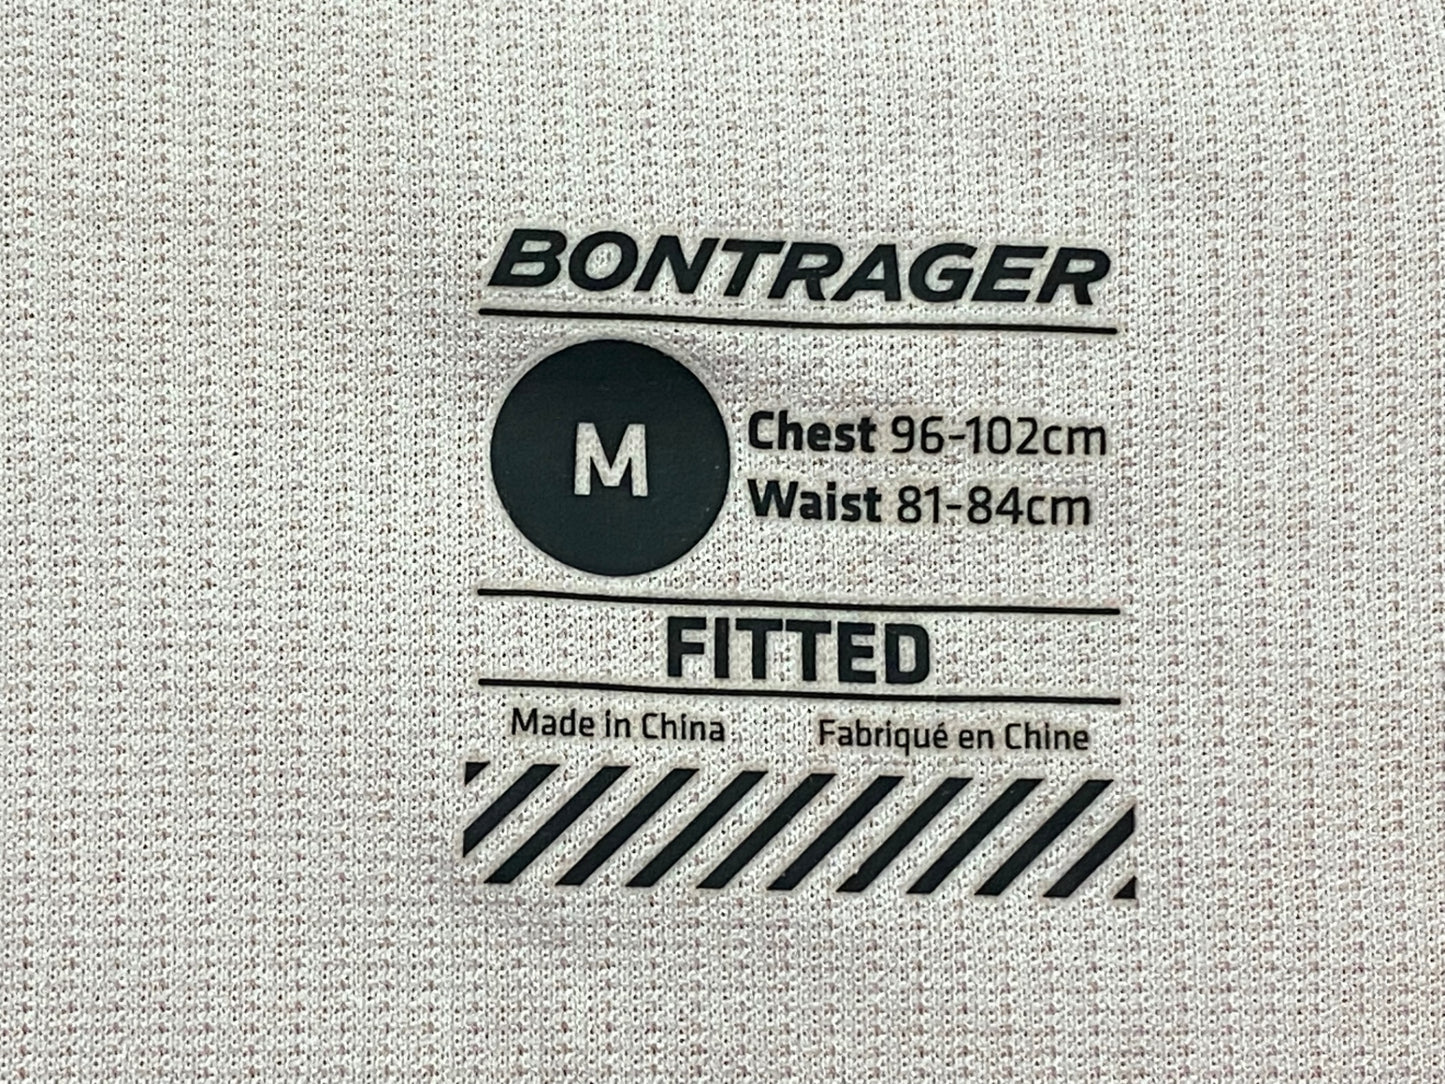 BONTRAGER
M
Chest 96-102cm
Waist 81-84cm
FITTED
Made in China Fabriqué en Chine